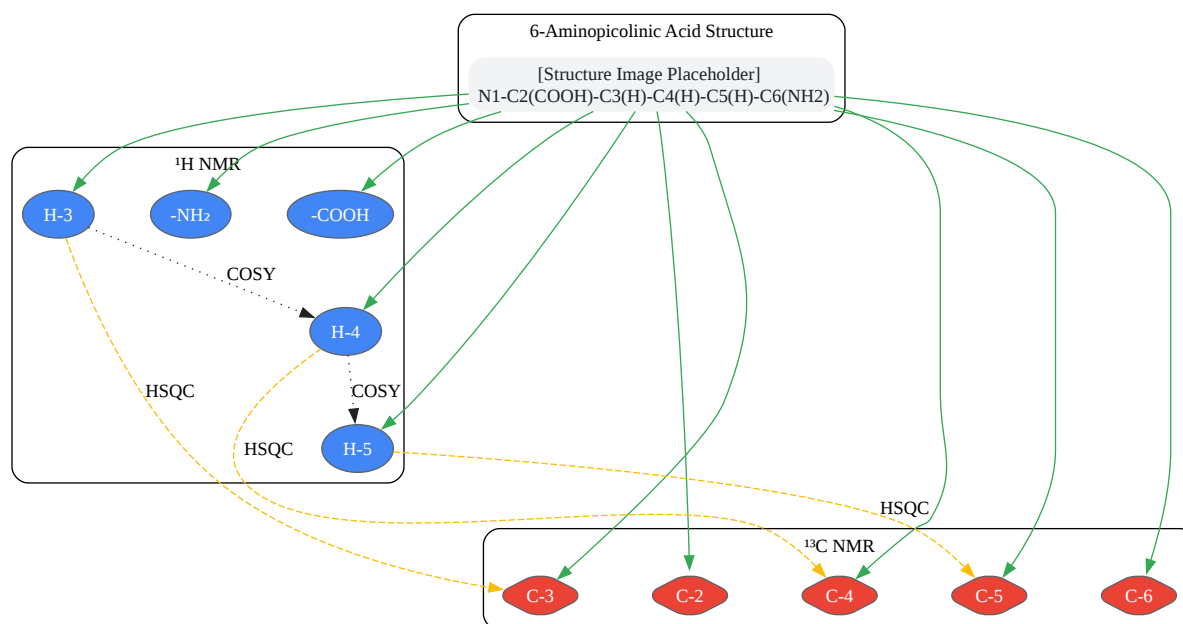 6-Aminopicolinic Acid Structure
[Structure Image Placeholder]
N1-C2(COOH)-C3(H)-C4(H)-C5(H)-C6(NH2)
¹H NMR
H-3
-NH₂
-COOH
COSY
H-4
HSQC
COSY
HSQC
H-5
HSQC
¹³C NMR
C-3
C-2
C-4
C-5
C-6